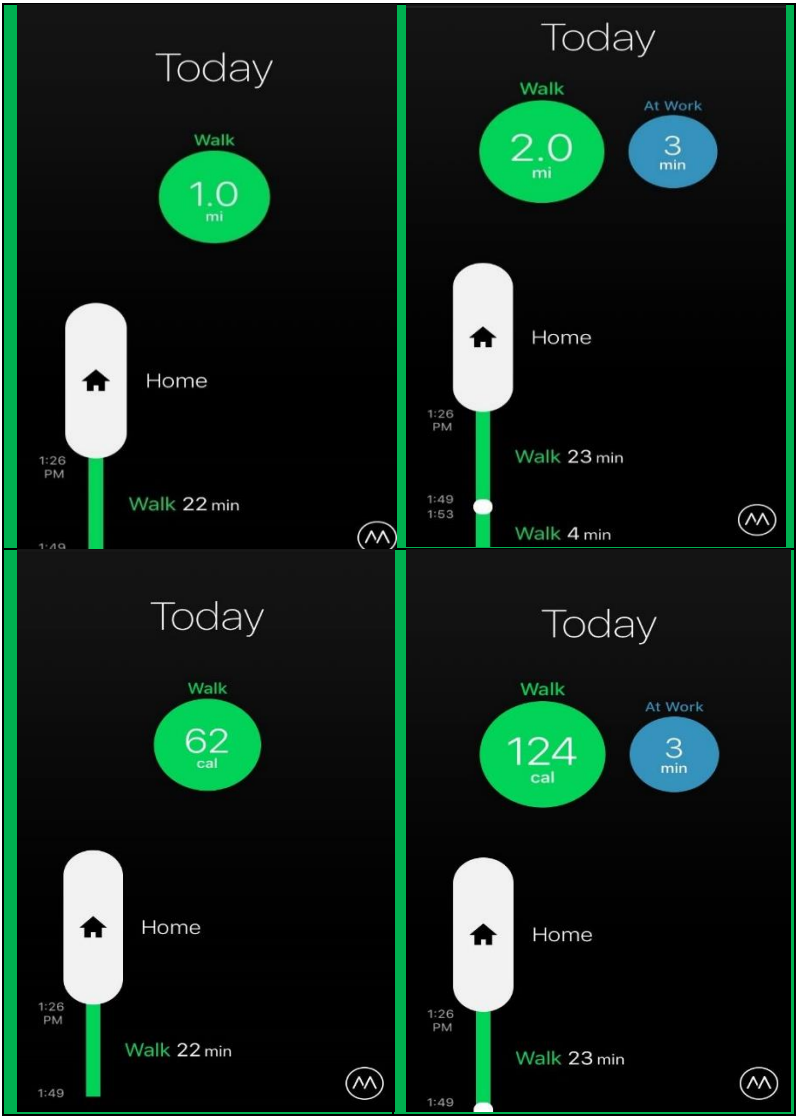 Today
Walk
1.0
mi
Home
1:26
PM
Walk 22 min
1:49
Today
Walk
2.0
mi
At Work
3
min
Home
1:26
PM
Walk 23 min
1:49
1:53
Walk 4 min
Today
Walk
62
cal
Home
1:26
PM
Walk 22 min
1:49
Today
Walk
124
cal
At Work
3
min
Home
1:26
PM
Walk 23 min
1:49